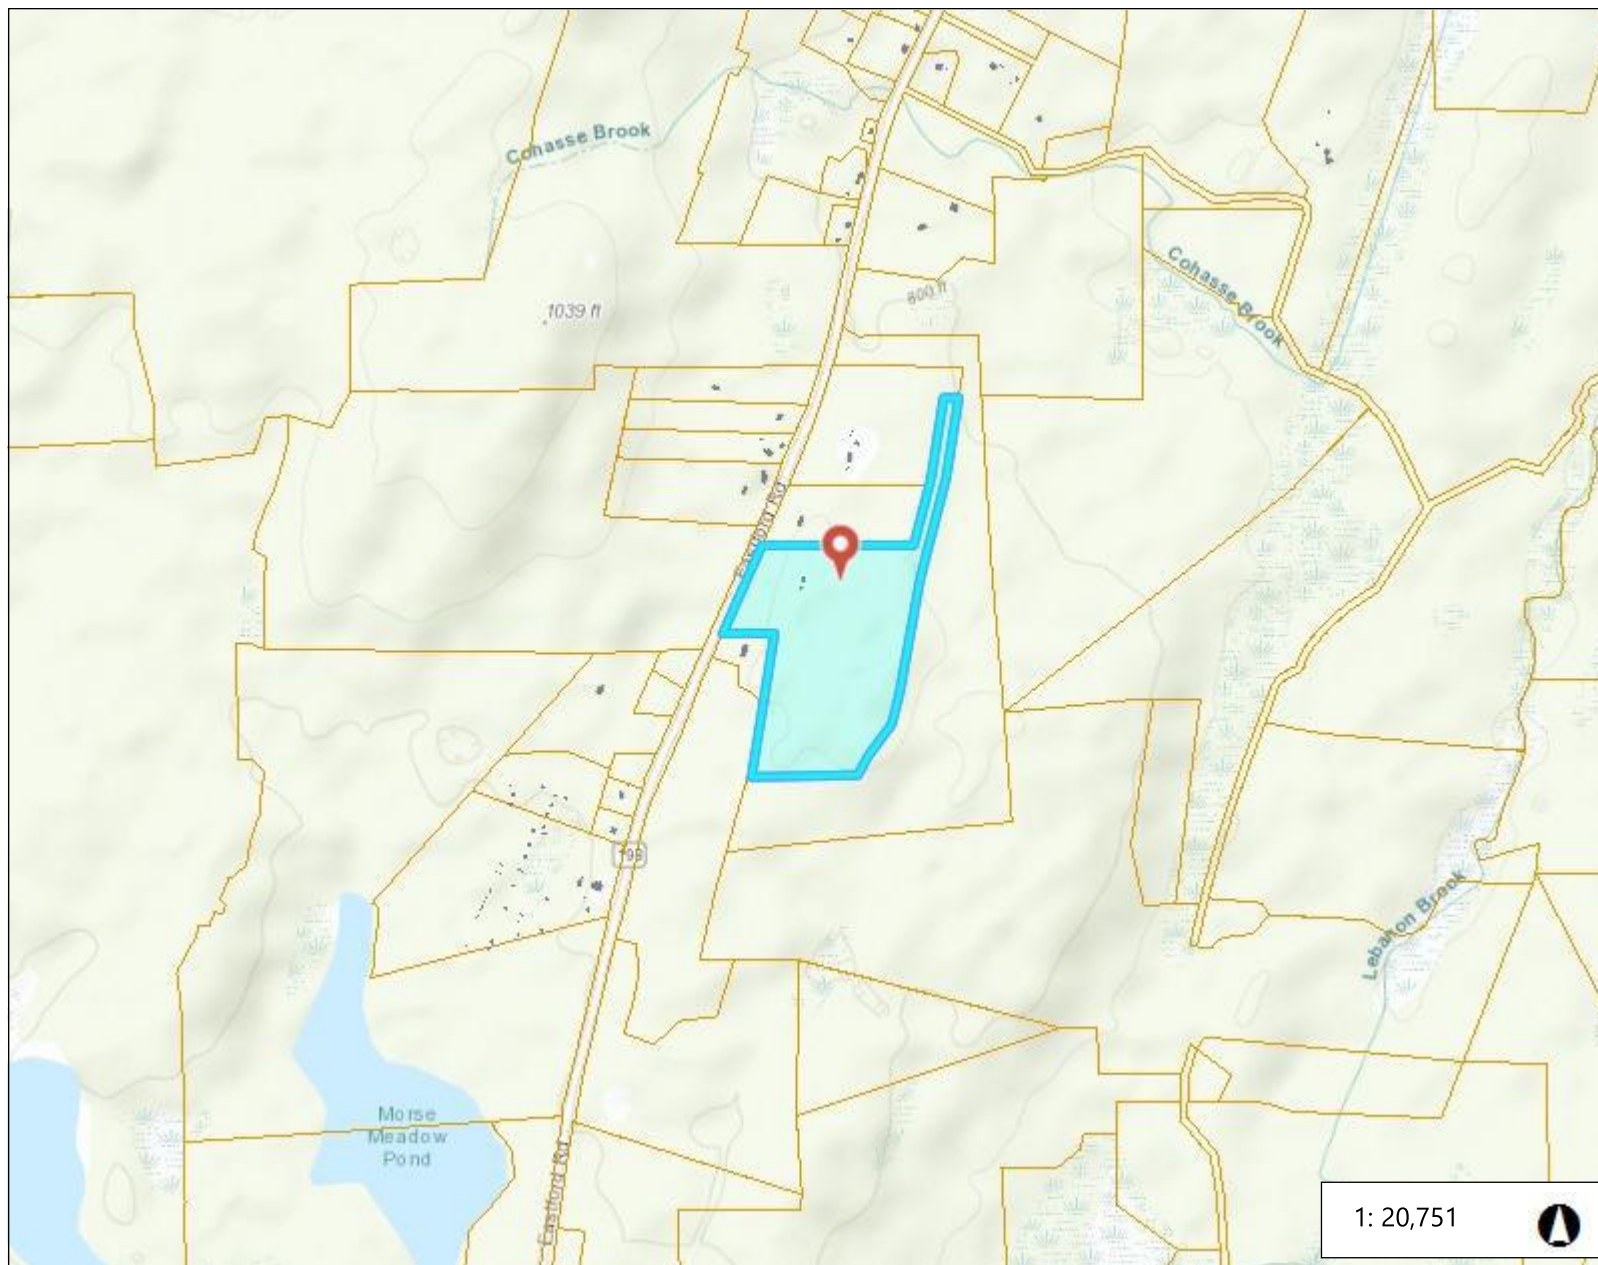 Cohasse Brook
Cohasse Brook
800 ft
1039 ft
Eastford Rd
198
Lebanon Brook
Morse
Meadow
Pond
Eastford Rd
1: 20,751